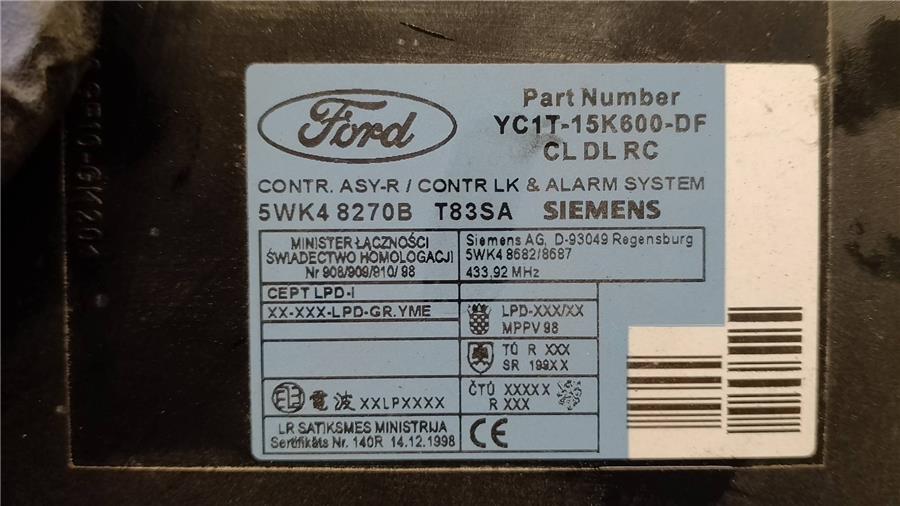 Ford
Part Number
YC1T-15K600-DF
CL DL RC
CONTR. ASY-R / CONTR LK & ALARM SYSTEM
5WK4 8270B T83SA SIEMENS
MINISTER ŁĄCZNOŚCI
ŚWIADECTWO HOMOLOGACJI
Nr 908/909/910/ 98
Siemens AG, D-93049 Regensburg
5WK4 8682/8687
433,92 MHz
CEPT LPD-I
XX-XXX-LPD-GR.YME
LPD-XXX/XX
MPPV 98
TÚ R XXX
SR 199XX
電波 XXLPXXXX
ČTÚ XXXXX
R XXX
LR SATIKSMES MINISTRIJA
Sertifikāts Nr. 140R 14.12.1998
CE